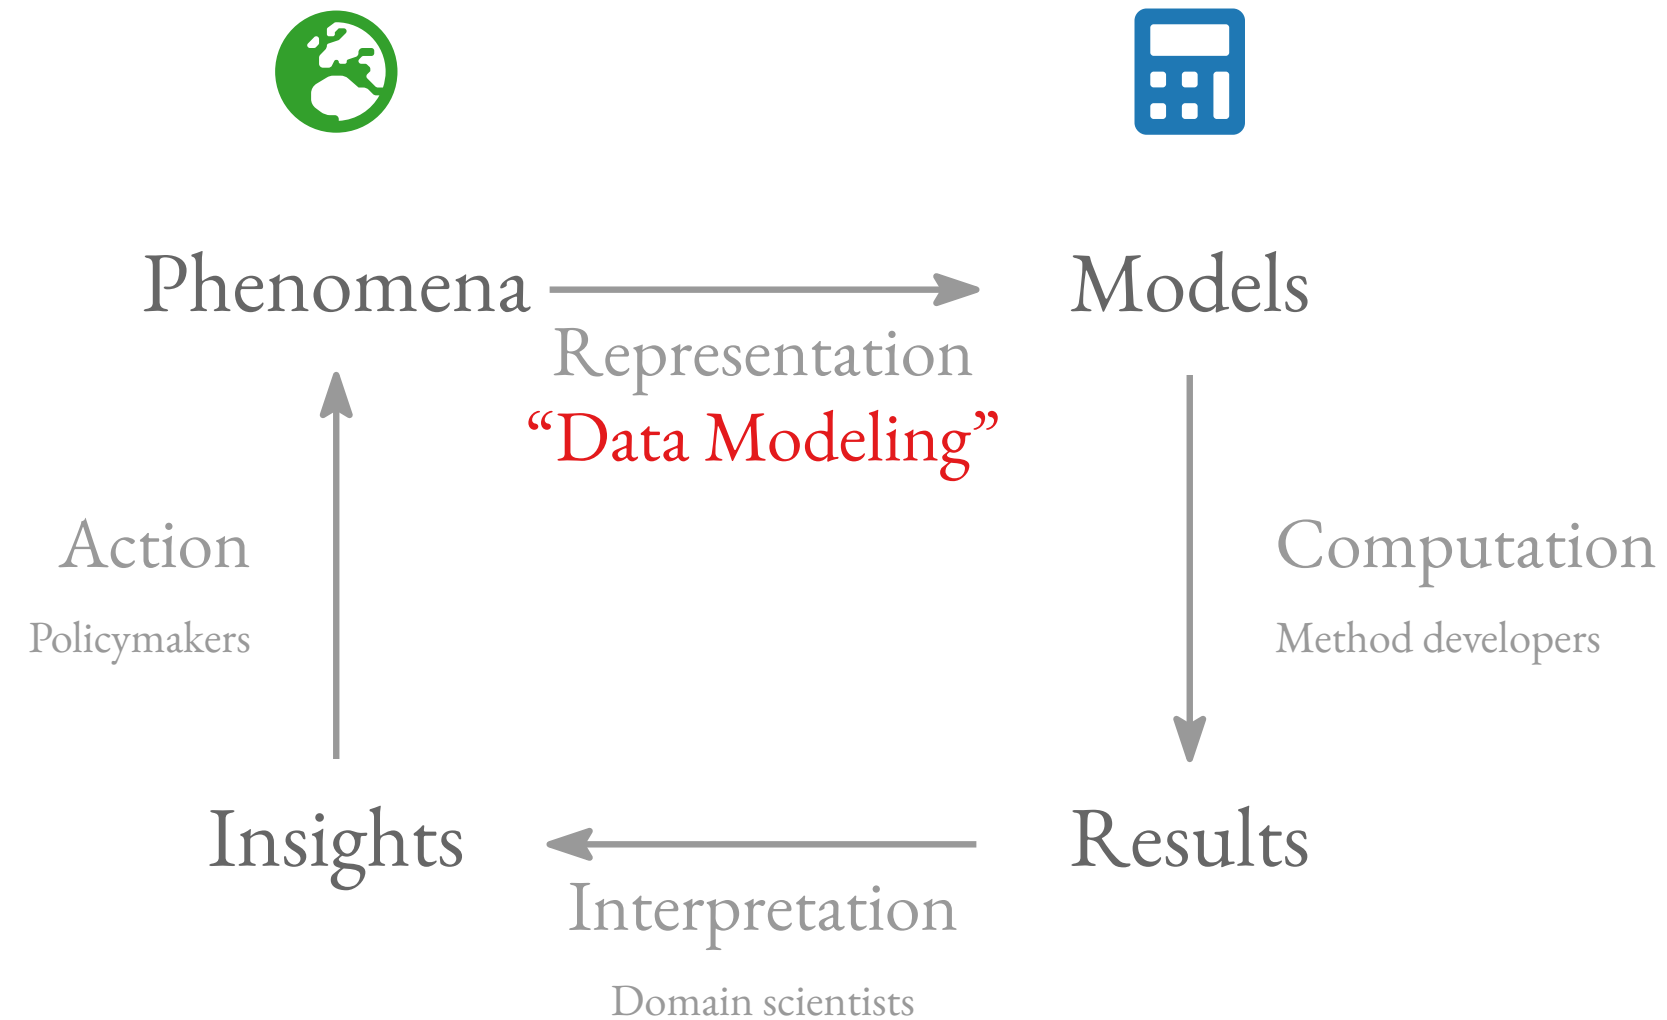 Phenomena
Models
Representation
“Data Modeling”
Action
Policymakers
Computation
Method developers
Insights
Results
Interpretation
Domain scientists